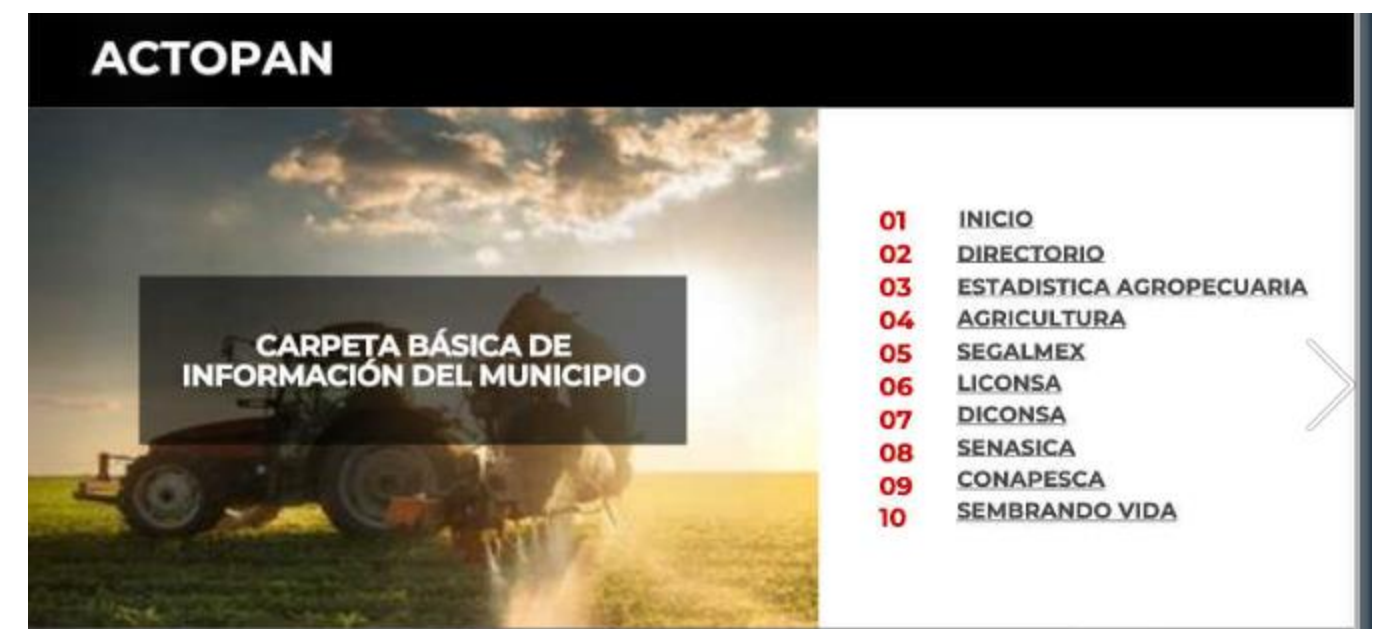 ACTOPAN
CARPETA BÁSICA DE
INFORMACIÓN DEL MUNICIPIO
01 INICIO
02 DIRECTORIO
03 ESTADISTICA AGROPECUARIA
04 AGRICULTURA
05 SEGALMEX
06 LICONSA
07 DICONSA
08 SENASICA
09 CONAPESCA
10 SEMBRANDO VIDA